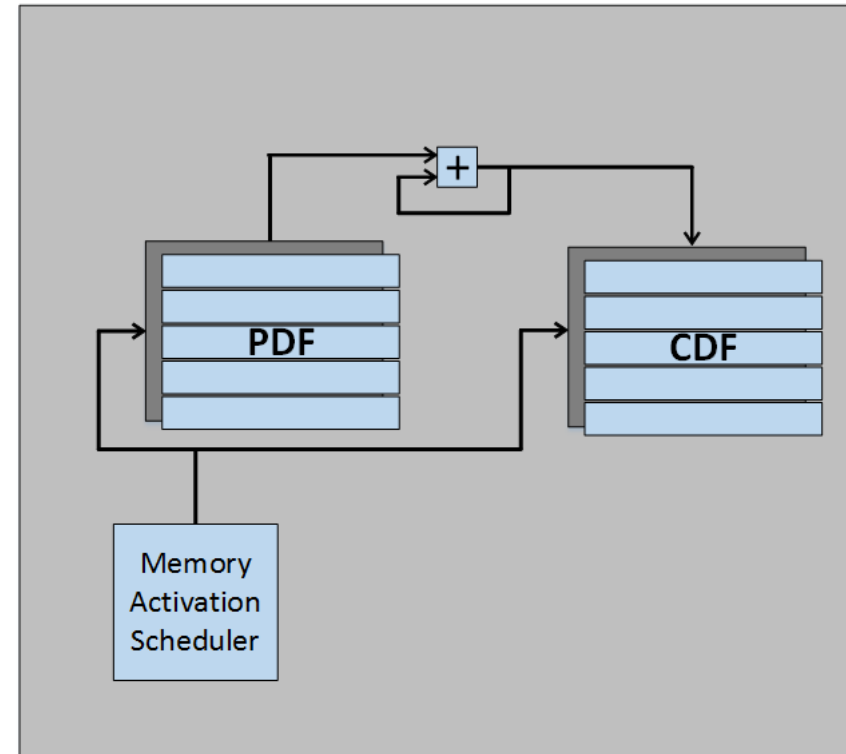 +
PDF
CDF
Memory
Activation
Scheduler